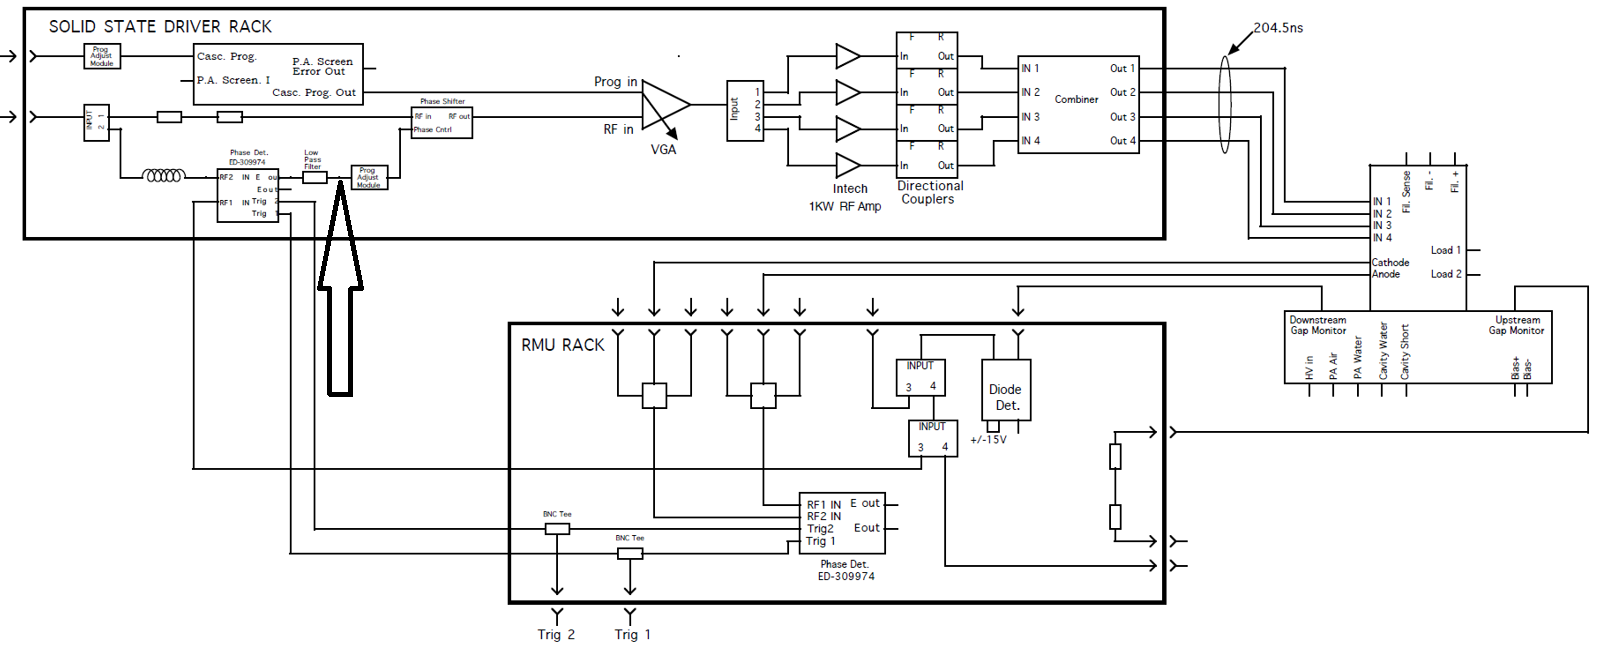 SOLID STATE DRIVER RACK
204.5ns
Prog
Adjust
Module
Casc. Prog.
P.A. Screen
Error Out
P.A. Screen. I
Casc. Prog. Out
INPUT
1
2
Phase Shifter
RF in RF out
Phase Cntrl
Phase Det.
ED-309974
RF2 IN E ou
Eout
RF1 IN Trig 2
Trig 1
Low
Pass
Filter
Prog
Adjust
Module
Prog in
RF in
VGA
Input
1
2
3
4
Intech
1KW RF Amp
F R
In Out
F R
In Out
F R
In Out
F R
In Out
Directional
Couplers
IN 1 Out 1
IN 2 Out 2
Combiner
IN 3 Out 3
IN 4 Out 4
Fil. Sense
Fil. -
Fil. +
IN 1
IN 2
IN 3
IN 4
Load 1
Cathode
Anode
Load 2
Downstream
Gap Monitor
Upstream
Gap Monitor
HV in
PA Air
PA Water
Cavity Water
Cavity Short
Bias+
Bias-
RMU RACK
INPUT
3 4
INPUT
3 4
Diode
Det.
+/-15V
RF1 IN E out
RF2 IN
Trig2 Eout
Trig 1
Phase Det.
ED-309974
BNC Tee
BNC Tee
Trig 2 Trig 1